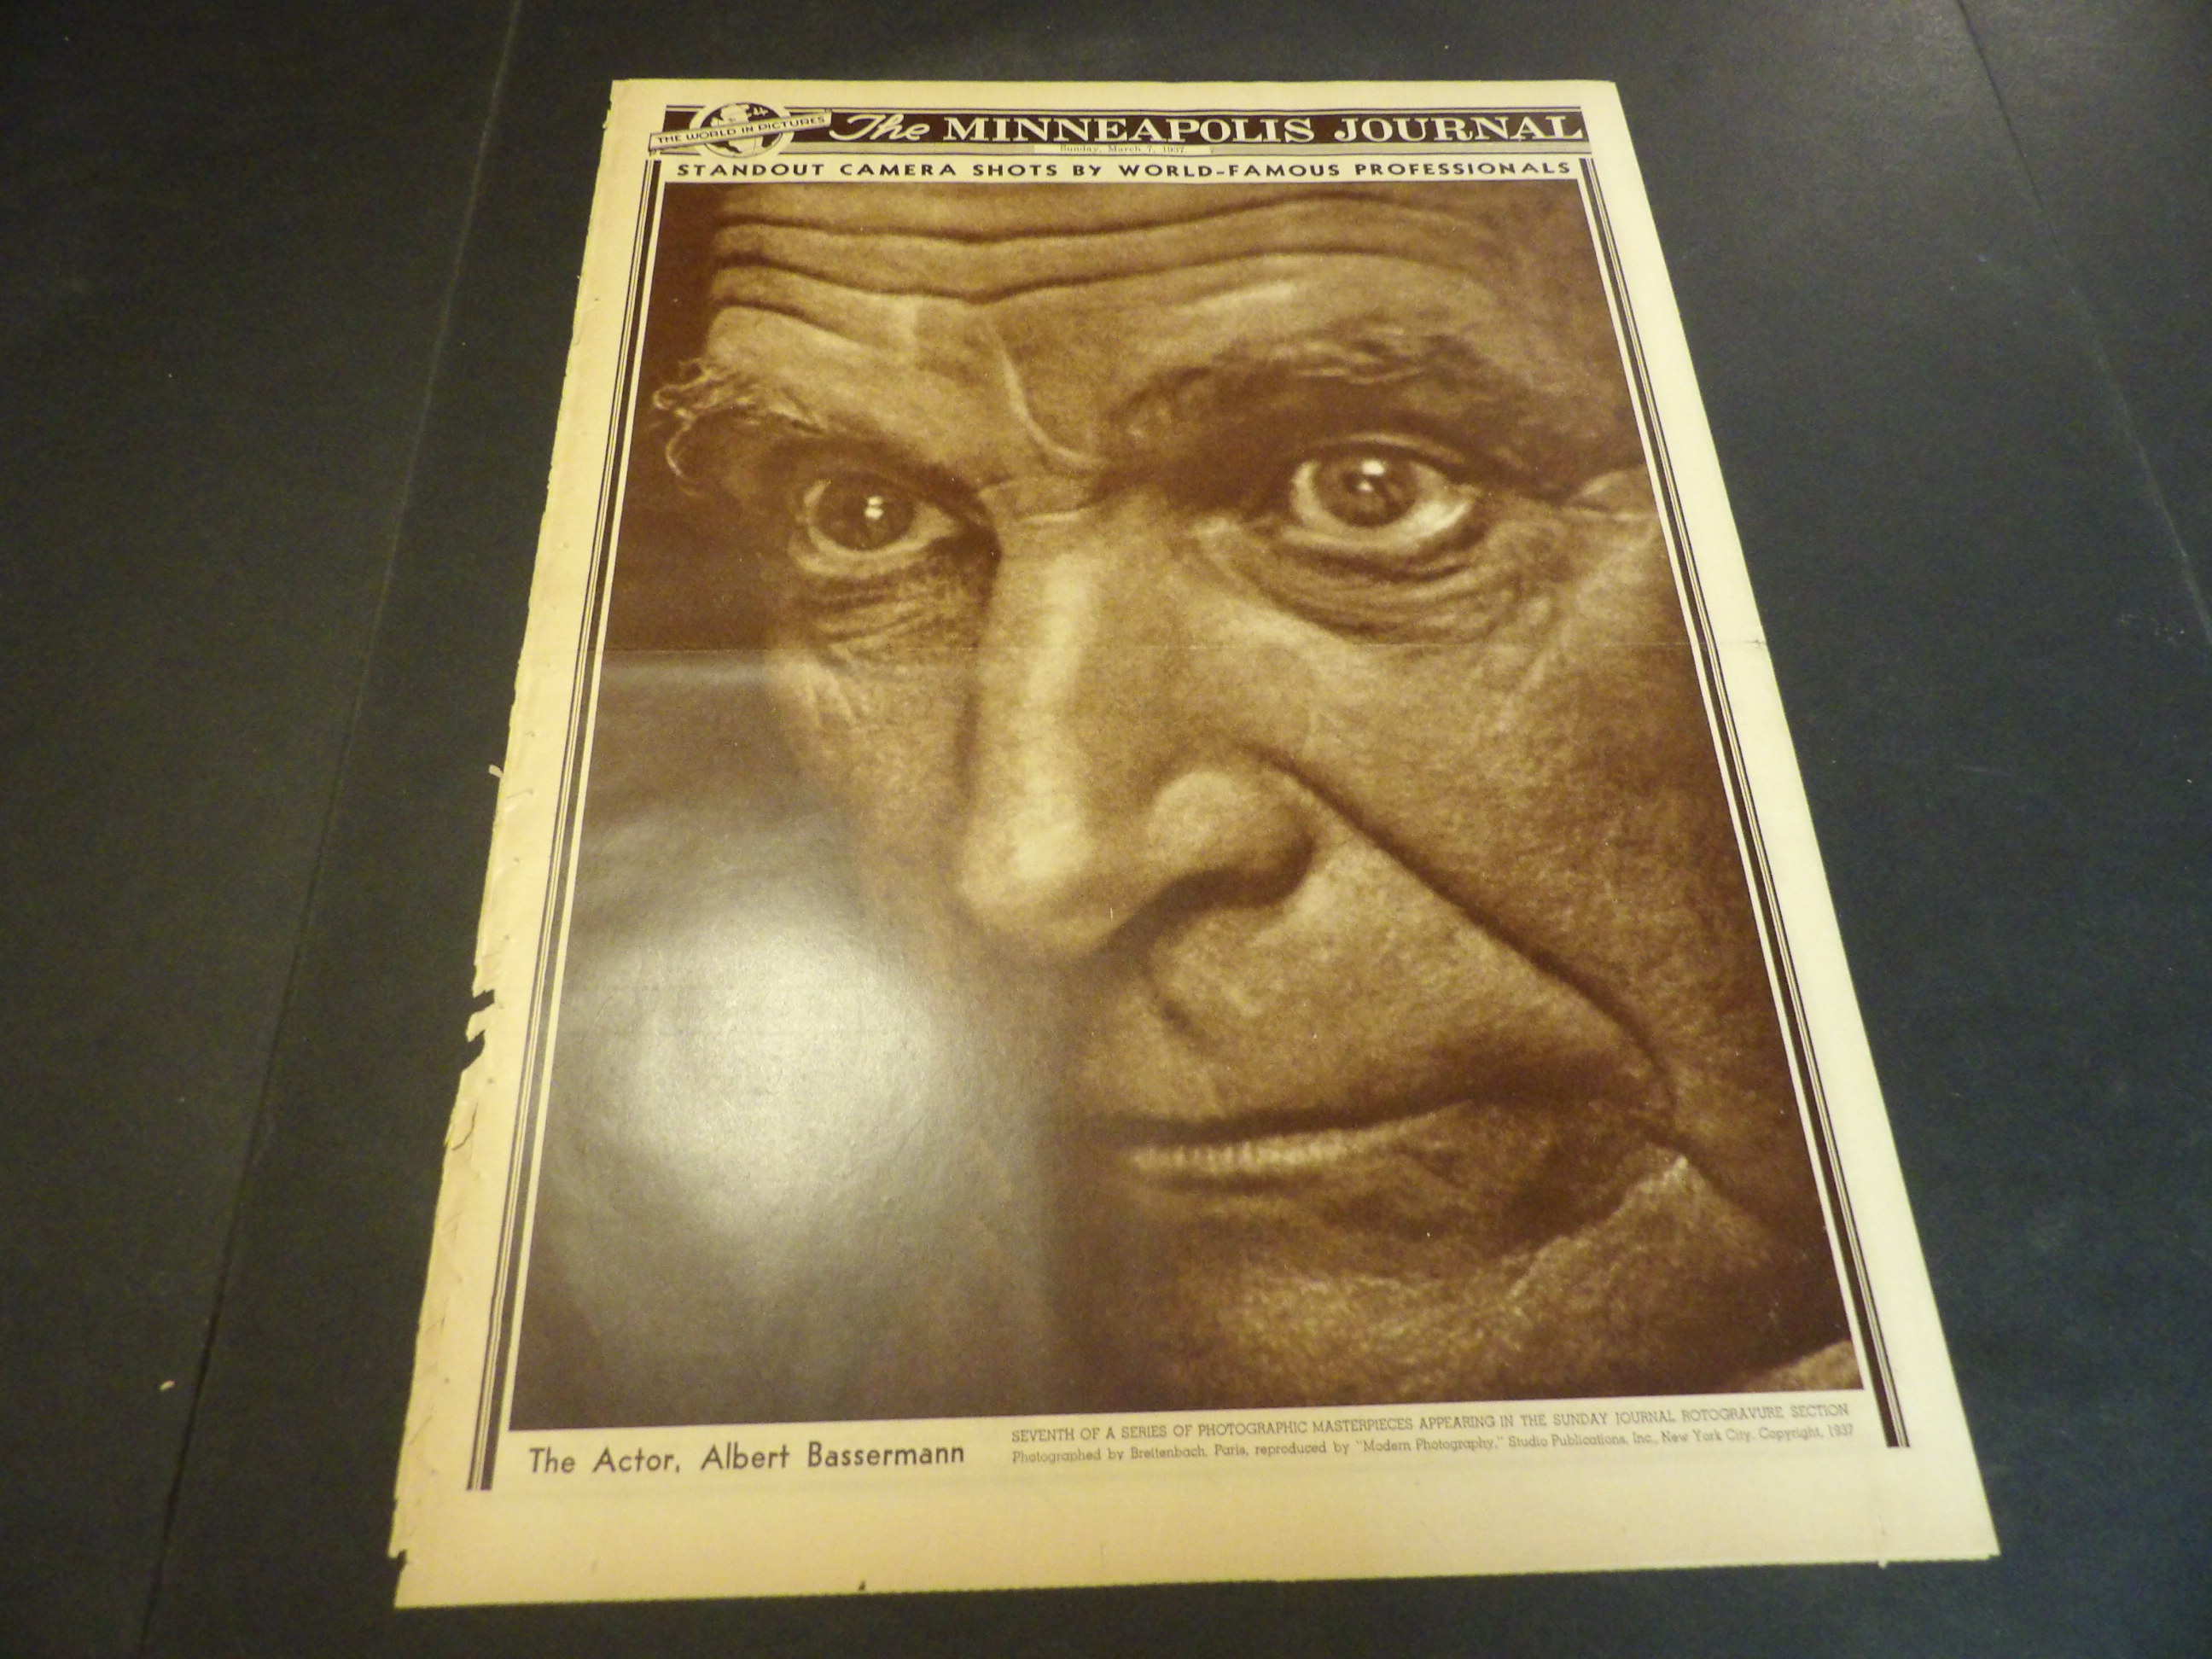 THE WORLD IN PICTURES
The MINNEAPOLIS JOURNAL
Sunday, March 7, 1937
STANDOUT CAMERA SHOTS BY WORLD-FAMOUS PROFESSIONALS
The Actor, Albert Bassermann
SEVENTH OF A SERIES OF PHOTOGRAPHIC MASTERPIECES APPEARING IN THE SUNDAY JOURNAL ROTOGRAVURE SECTION
Photographed by Breitenbach, Paris, reproduced by "Modern Photography," Studio Publications, Inc., New York City. Copyright, 1937